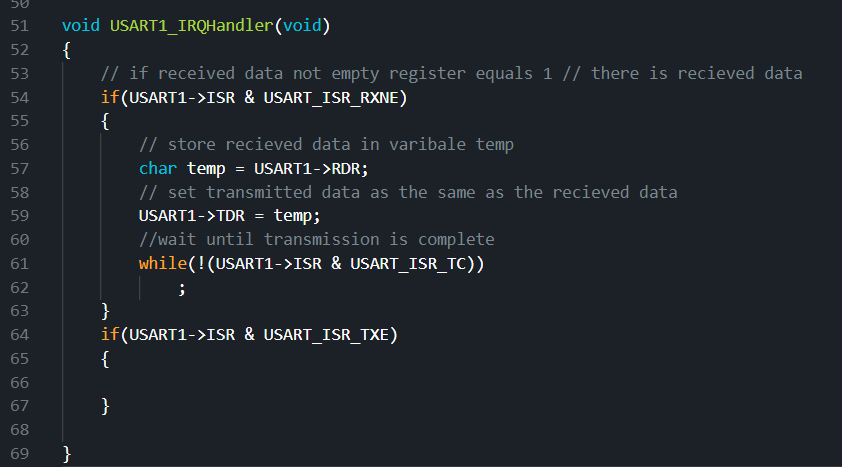 50
51 void USART1_IRQHandler(void)
52 {
53 // if received data not empty register equals 1 // there is recieved data
54 if(USART1->ISR & USART_ISR_RXNE)
55 {
56 // store recieved data in varibale temp
57 char temp = USART1->RDR;
58 // set transmitted data as the same as the recieved data
59 USART1->TDR = temp;
60 //wait until transmission is complete
61 while(!(USART1->ISR & USART_ISR_TC))
62 ;
63 }
64 if(USART1->ISR & USART_ISR_TXE)
65 {
66
67 }
68
69 }